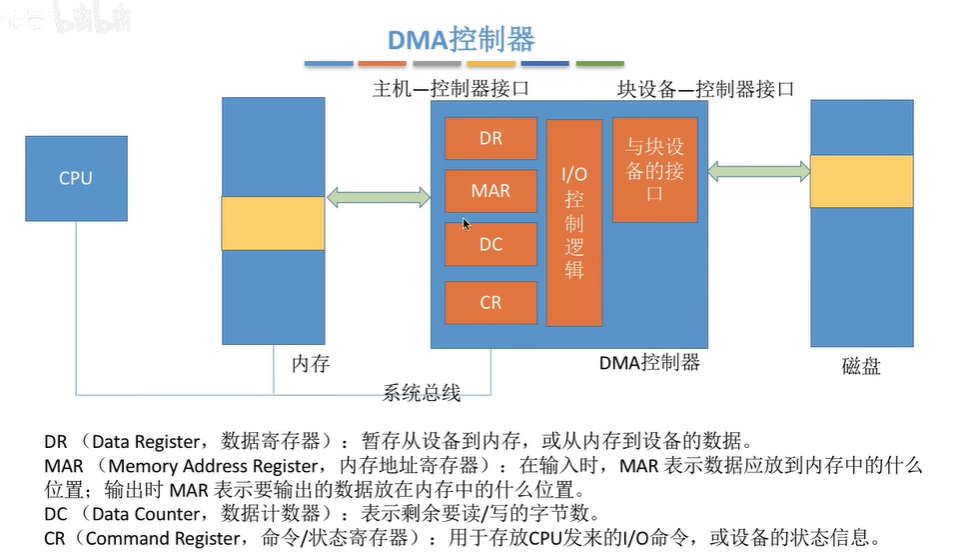 bilibili
DMA控制器
主机—控制器接口
块设备—控制器接口
CPU
DR
MAR
DC
CR
I/O
控
制
逻
辑
与块设
备的接
口
内存
DMA控制器
磁盘
系统总线
DR （Data Register，数据寄存器）：暂存从设备到内存，或从内存到设备的数据。
MAR （Memory Address Register，内存地址寄存器）：在输入时，MAR 表示数据应放到内存中的什么
位置；输出时 MAR 表示要输出的数据放在内存中的什么位置。
DC （Data Counter，数据计数器）：表示剩余要读/写的字节数。
CR（Command Register，命令/状态寄存器）：用于存放CPU发来的I/O命令，或设备的状态信息。